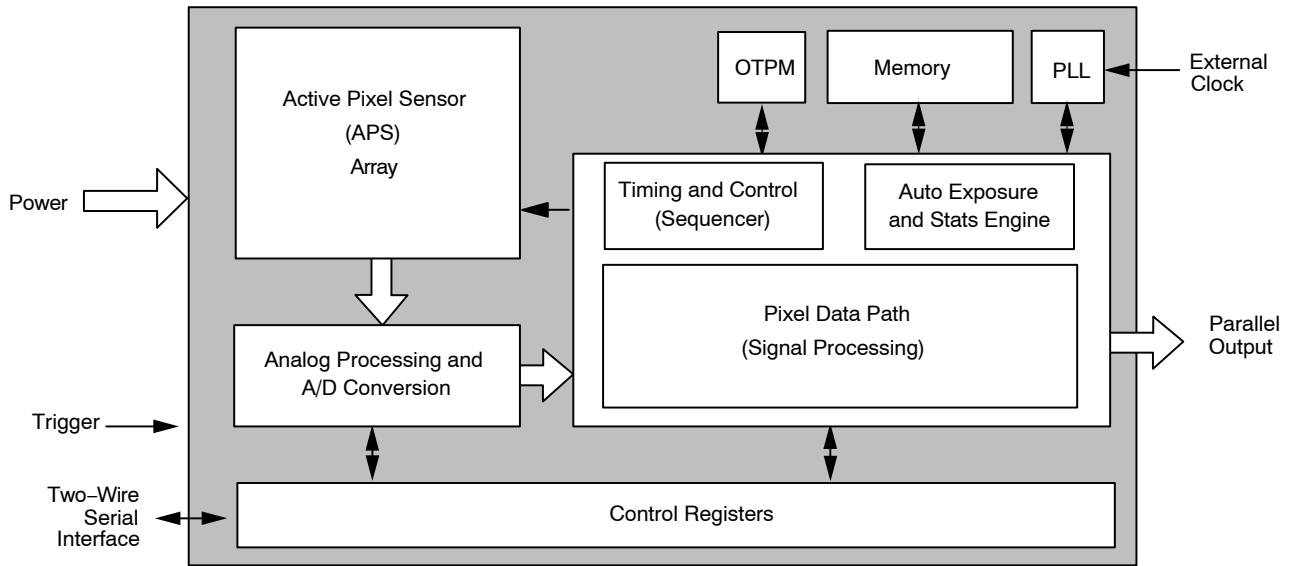 Active Pixel Sensor
(APS)
Array
OTPM
Memory
PLL
External
Clock
Power
Timing and Control
(Sequencer)
Auto Exposure
and Stats Engine
Pixel Data Path
(Signal Processing)
Parallel
Output
Analog Processing and
A/D Conversion
Trigger
Two–Wire
Serial
Interface
Control Registers